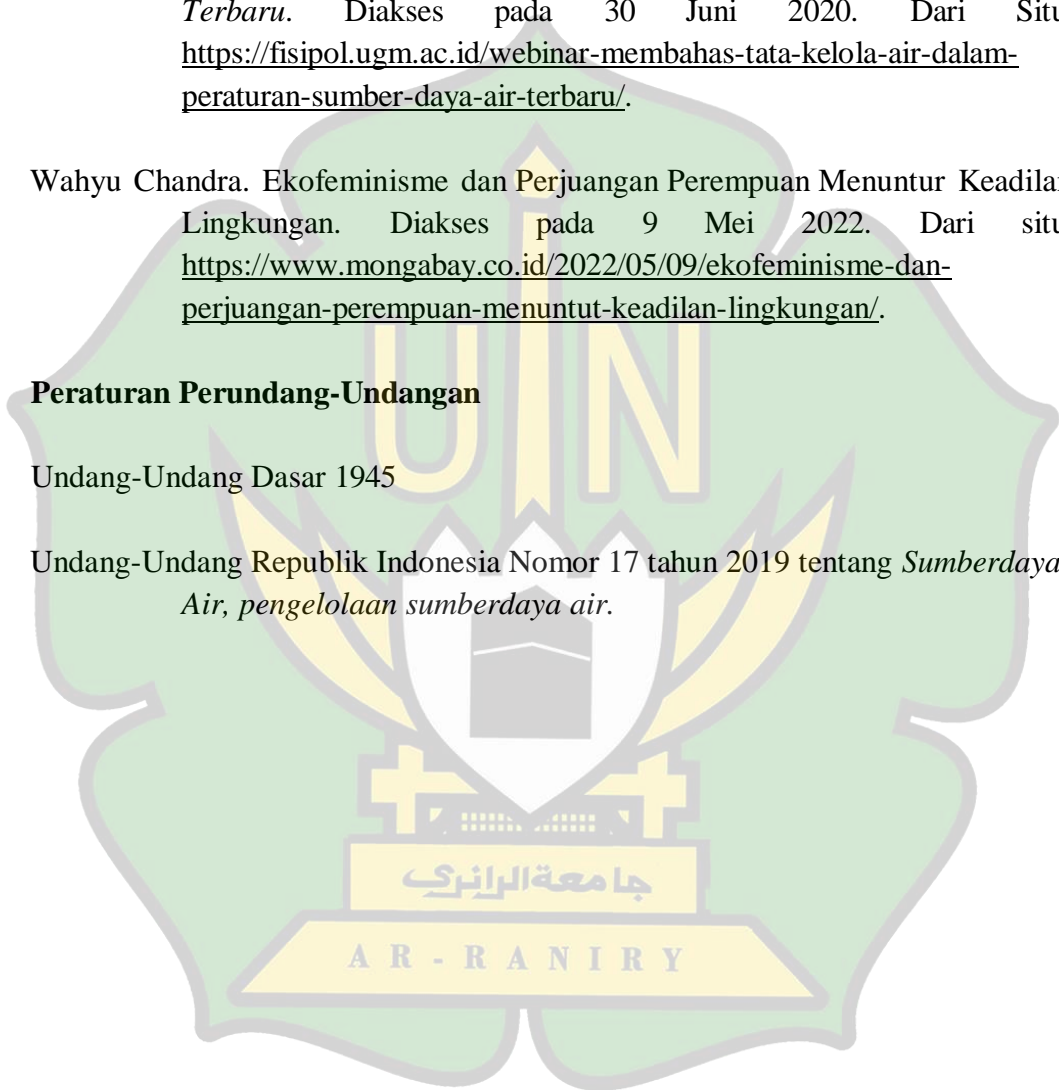 Terbaru. Diakses pada 30 Juni 2020. Dari Situ
https://fisipol.ugm.ac.id/webinar-membahas-tata-kelola-air-dalam-
peraturan-sumber-daya-air-terbaru/.
Wahyu Chandra. Ekofeminisme dan Perjuangan Perempuan Menuntur Keadilan
Lingkungan. Diakses pada 9 Mei 2022. Dari situ
https://www.mongabay.co.id/2022/05/09/ekofeminisme-dan-
perjuangan-perempuan-menuntut-keadilan-lingkungan/.
Peraturan Perundang-Undangan
Undang-Undang Dasar 1945
Undang-Undang Republik Indonesia Nomor 17 tahun 2019 tentang Sumberdaya
Air, pengelolaan sumberdaya air.
UIN
جامعةالرانري
AR-RANIRY